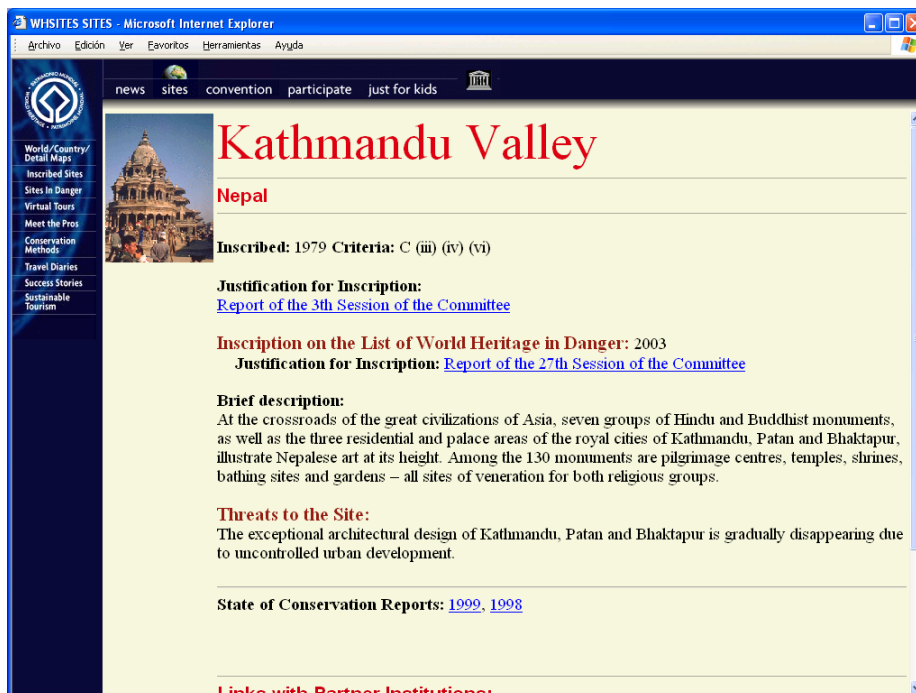 WHSITES SITES - Microsoft Internet Explorer
Archivo Edición Ver Favoritos Herramientas Ayuda
news sites convention participate just for kids
World/Country/
Detail Maps
Inscribed Sites
Sites In Danger
Virtual Tours
Meet the Pros
Conservation
Methods
Travel Diaries
Success Stories
Sustainable
Tourism
Kathmandu Valley
Nepal
Inscribed: 1979 Criteria: C (iii) (iv) (vi)
Justification for Inscription:
Report of the 3th Session of the Committee
Inscription on the List of World Heritage in Danger: 2003
Justification for Inscription: Report of the 27th Session of the Committee
Brief description:
At the crossroads of the great civilizations of Asia, seven groups of Hindu and Buddhist monuments,
as well as the three residential and palace areas of the royal cities of Kathmandu, Patan and Bhaktapur,
illustrate Nepalese art at its height. Among the 130 monuments are pilgrimage centres, temples, shrines,
bathing sites and gardens – all sites of veneration for both religious groups.
Threats to the Site:
The exceptional architectural design of Kathmandu, Patan and Bhaktapur is gradually disappearing due
to uncontrolled urban development.
State of Conservation Reports: 1999, 1998
Links with Partner Institutions: